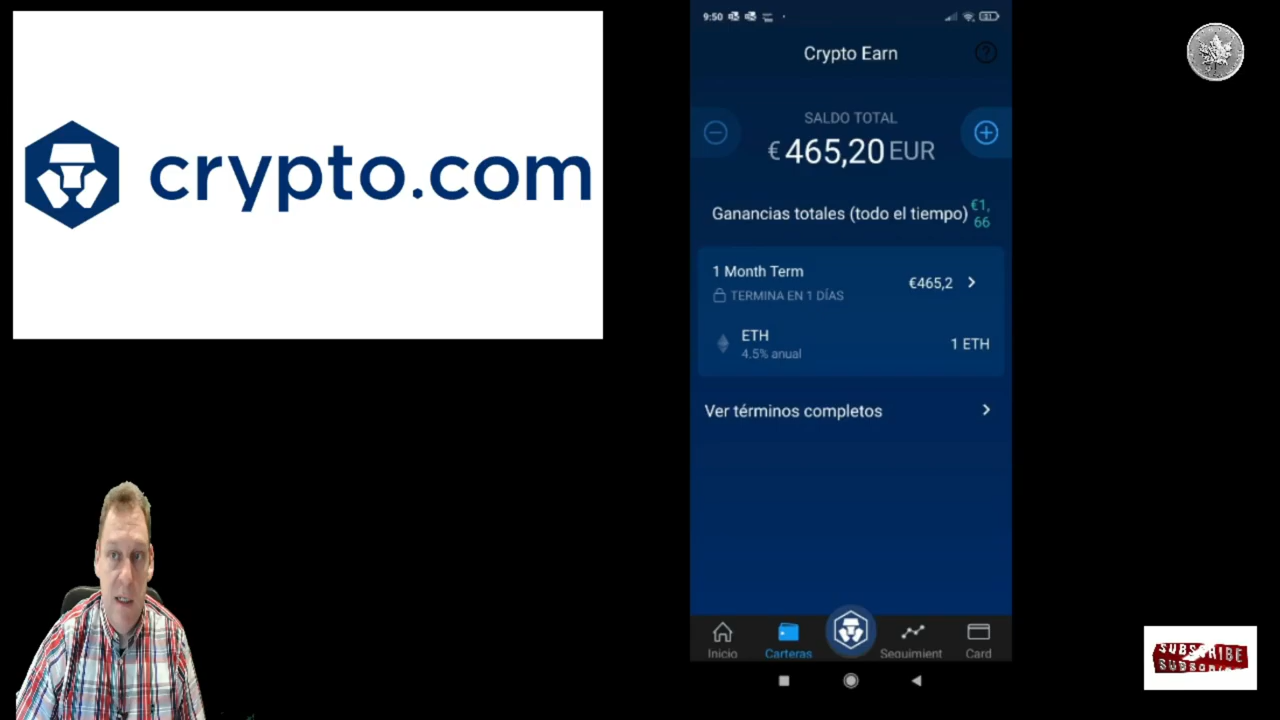 crypto.com
9:50
Crypto Earn
?
SALDO TOTAL
€ 465,20 EUR
Ganancias totales (todo el tiempo) €1,
66
1 Month Term
€465,2
TERMINA EN 1 DÍAS
ETH
4.5% anual
1 ETH
Ver términos completos
Inicio
Carteras
Seguimient
Card
SUBSCRIBE
SUBSCRIBE